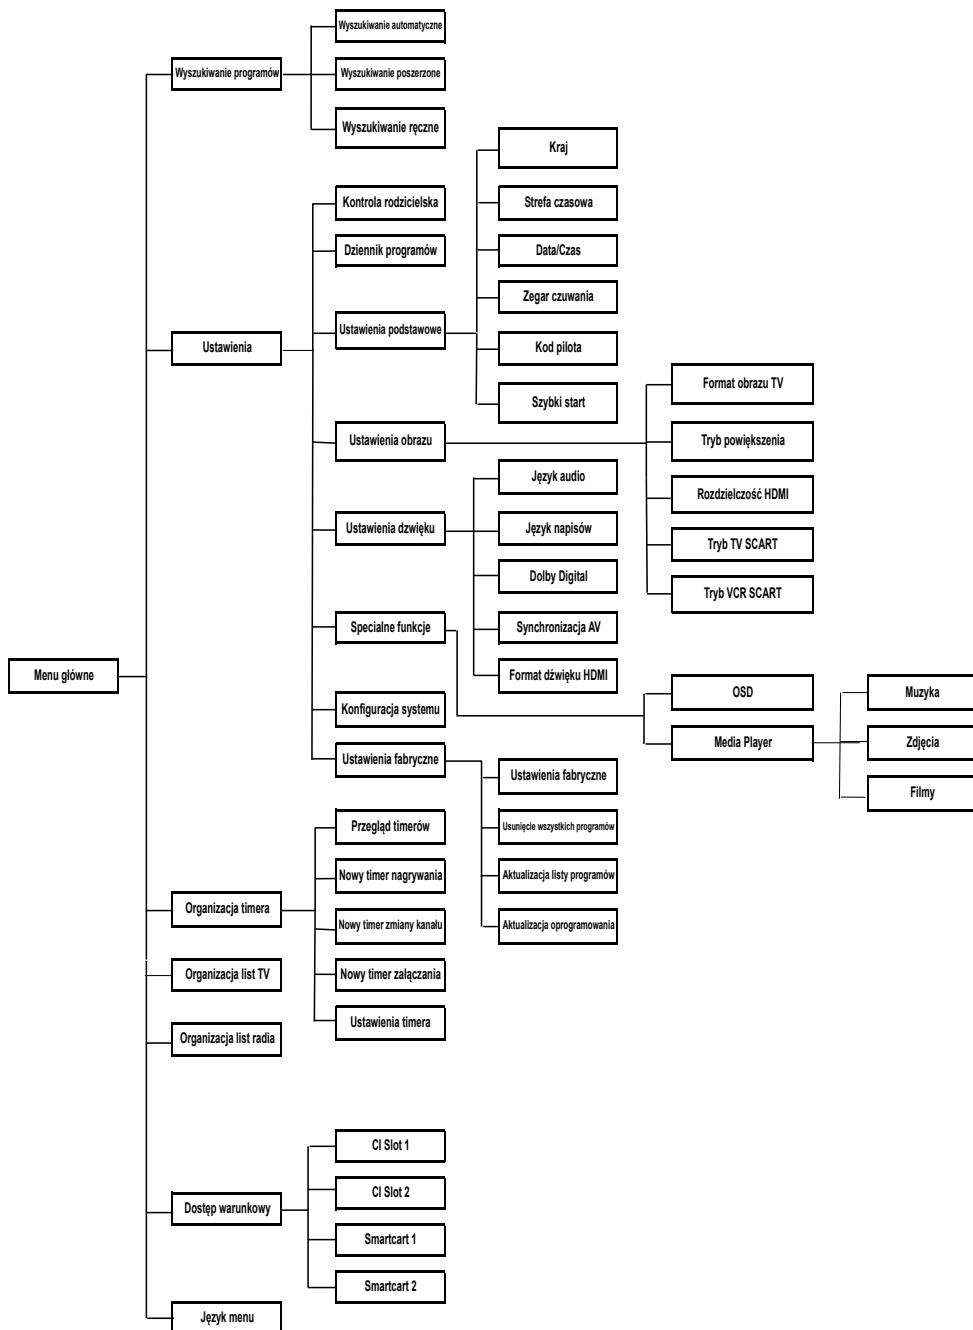 Wyszukiwanie automatyczne
Wyszukiwanie programów
Wyszukiwanie poszerzone
Wyszukiwanie ręczne
Kraj
Kontrola rodzicielska
Strefa czasowa
Dziennik programów
Data/Czas
Zegar czuwania
Ustawienia podstawowe
Ustawienia
Kod pilota
Szybki start
Format obrazu TV
Ustawienia obrazu
Tryb powiększenia
Język audio
Rozdzielczość HDMI
Ustawienia dzwięku
Język napisów
Tryb TV SCART
Dolby Digital
Tryb VCR SCART
Specialne funkcje
Synchronizacja AV
Menu główne
Format dźwięku HDMI
OSD
Muzyka
Konfiguracja systemu
Media Player
Zdjęcia
Ustawienia fabryczne
Ustawienia fabryczne
Filmy
Przegląd timerów
Usunięcie wszystkich programów
Nowy timer nagrywania
Aktualizacja listy programów
Organizacja timera
Nowy timer zmiany kanału
Aktualizacja oprogramowania
Organizacja list TV
Nowy timer załączania
Ustawienia timera
Organizacja list radia
CI Slot 1
CI Slot 2
Dostęp warunkowy
Smartcart 1
Smartcart 2
Język menu